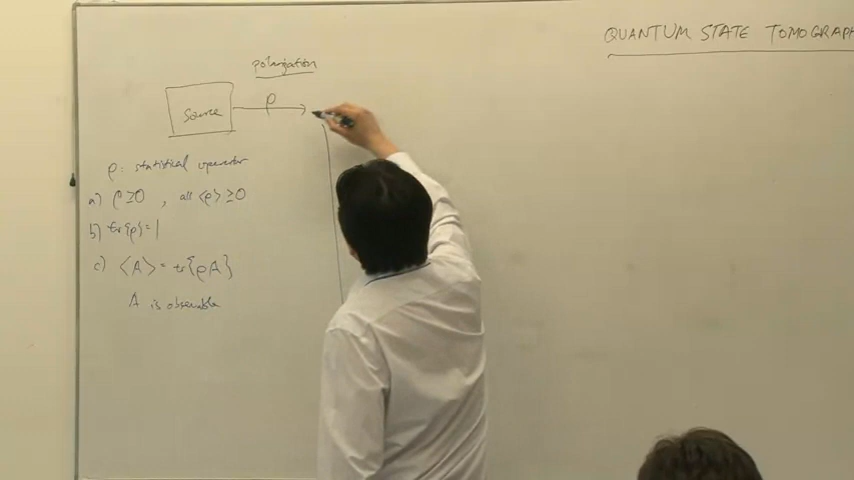 QUANTUM STATE TOMOGRAPH
polarization
Source
ρ
ρ: statistical operator
a) ρ ≥ 0 , all <ρ> ≥ 0
b) tr{ρ} = 1
c) <A> = tr{ρA}
A is observable